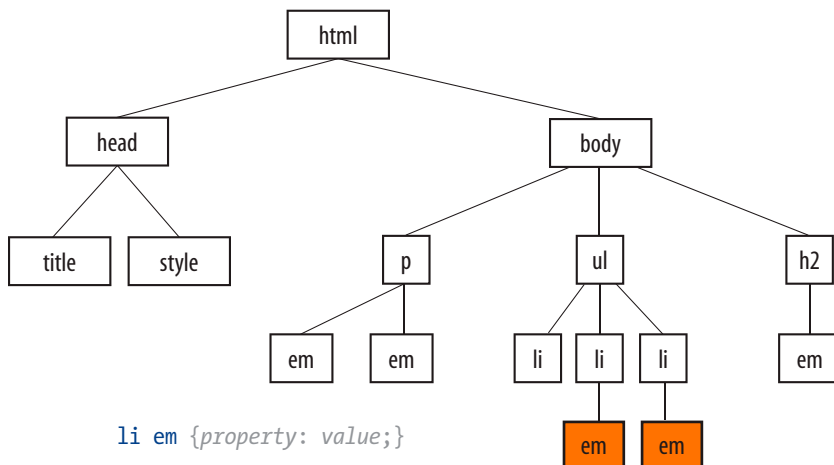 html
head body
title style p ul h2
em em li li li em
li em {property: value;} em em